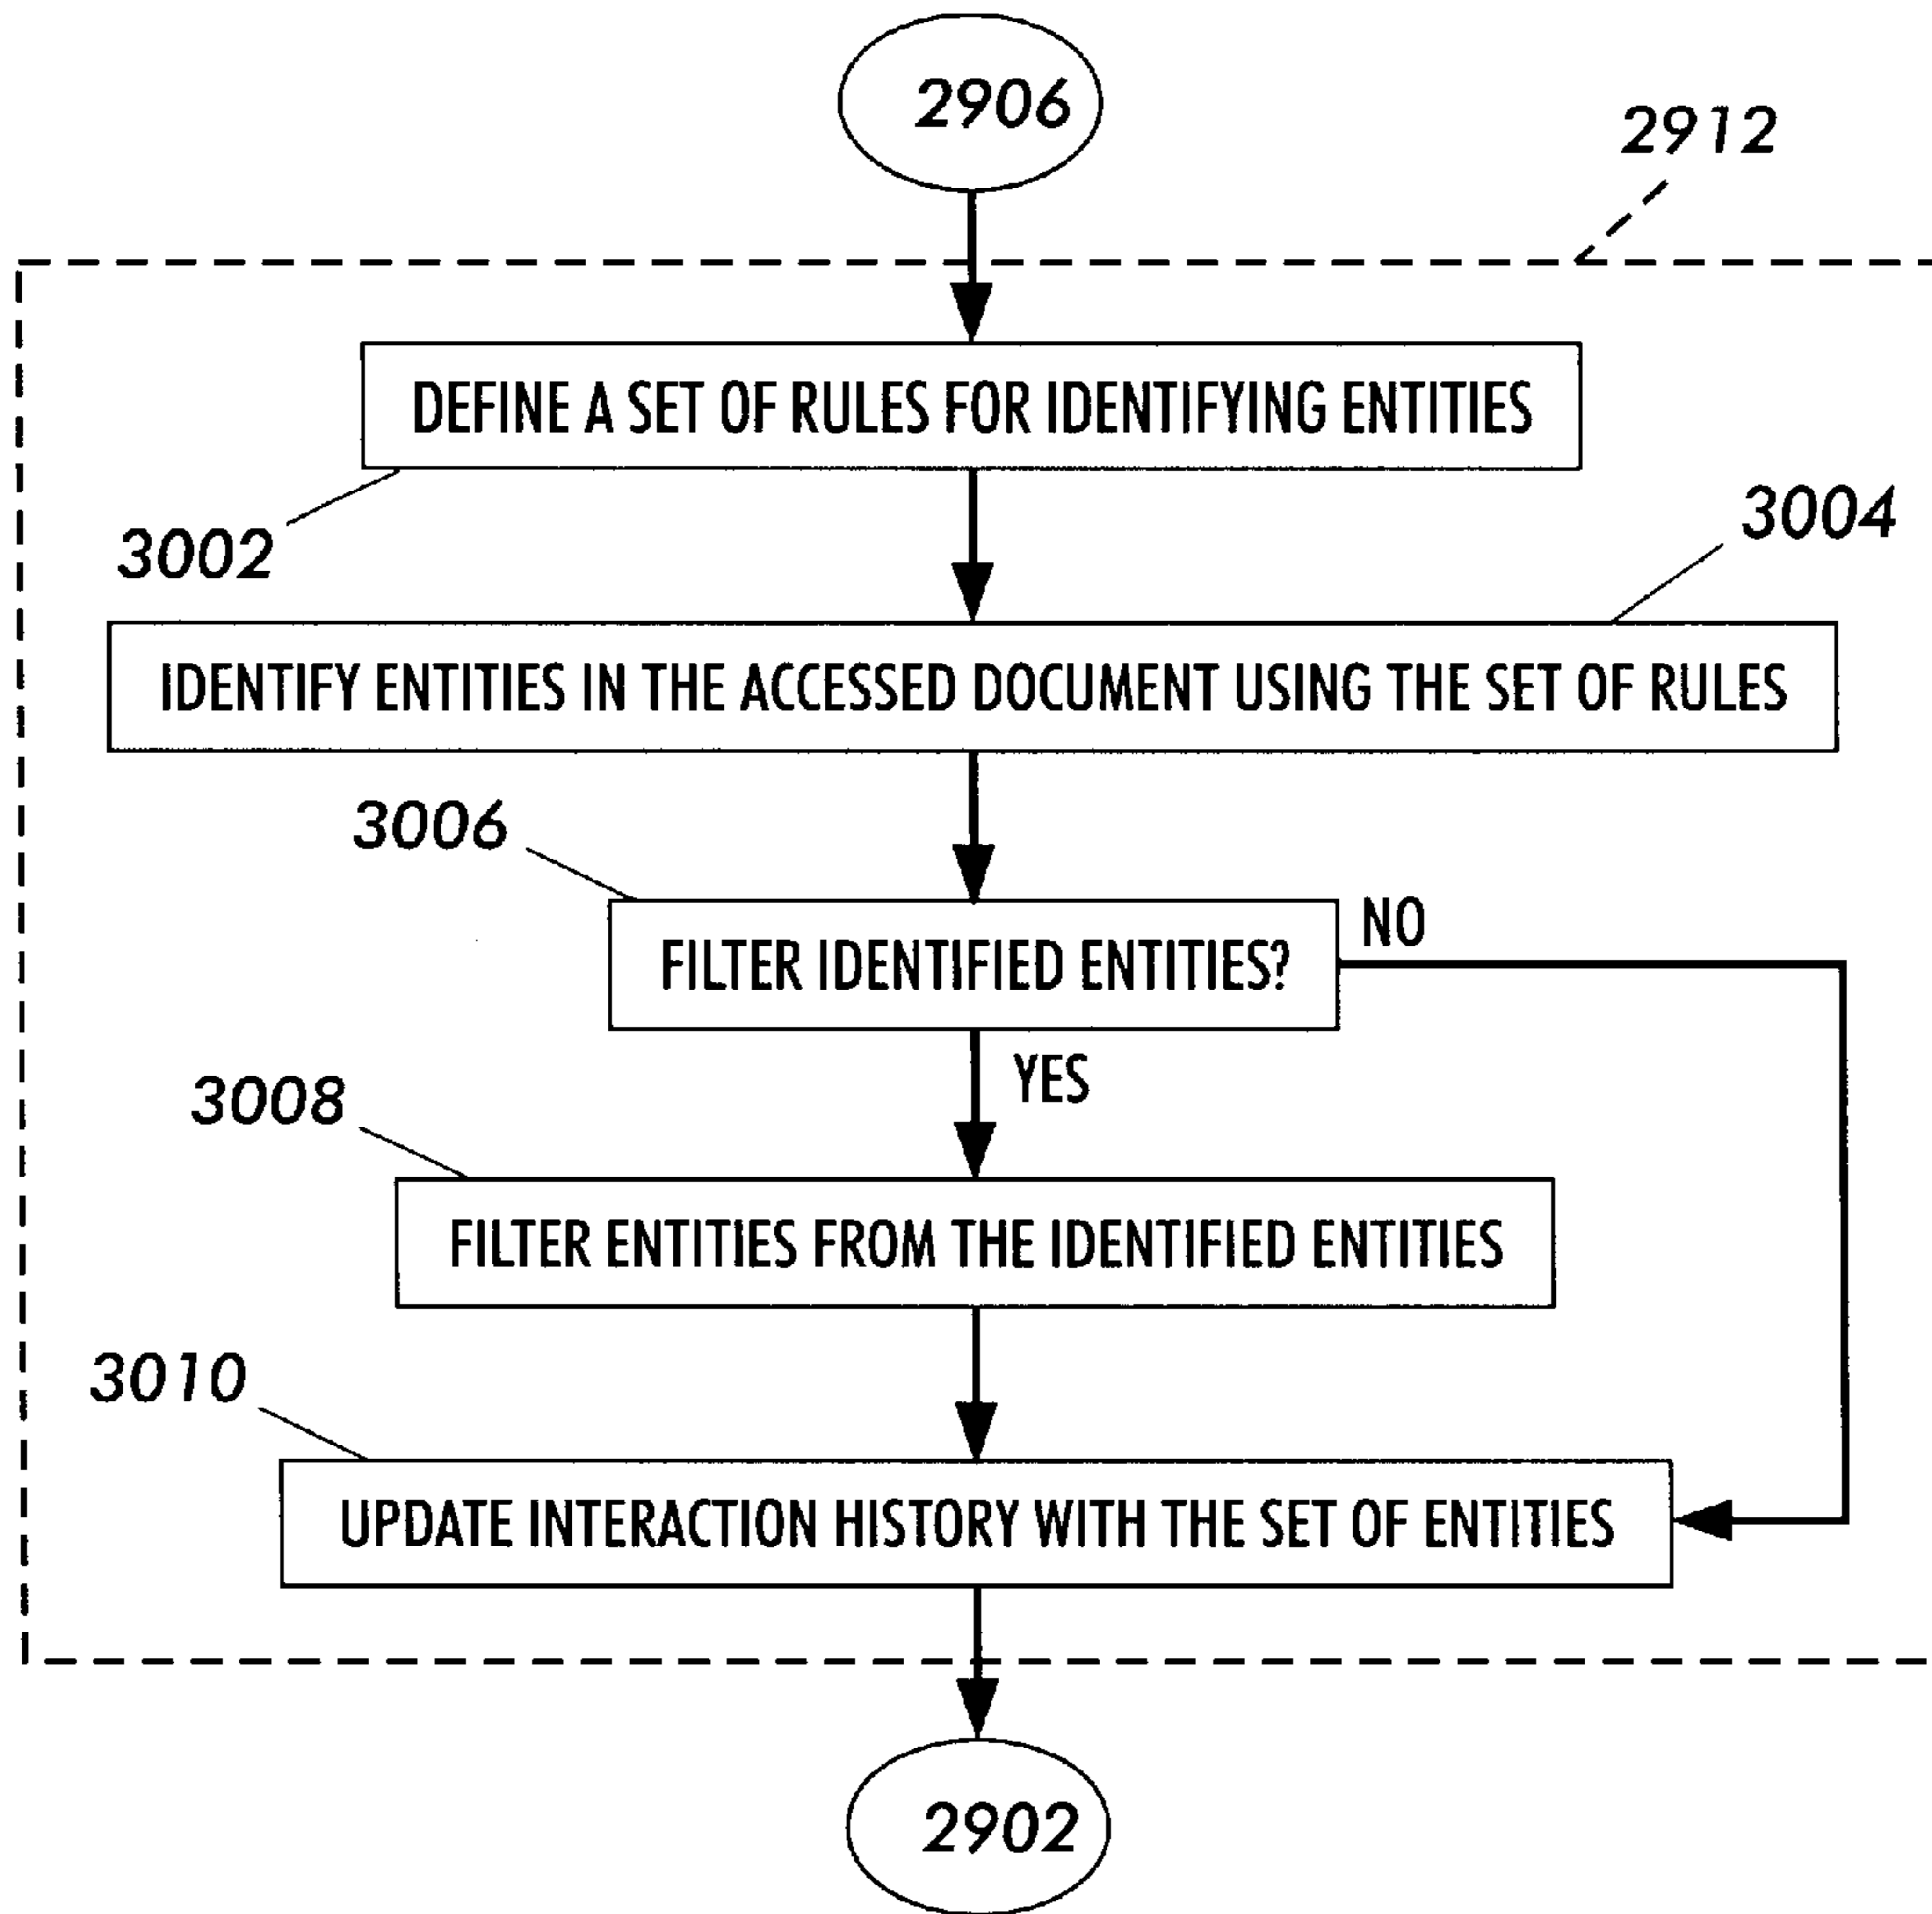 2906
2912
DEFINE A SET OF RULES FOR IDENTIFYING ENTITIES
3002
3004
IDENTIFY ENTITIES IN THE ACCESSED DOCUMENT USING THE SET OF RULES
3006
FILTER IDENTIFIED ENTITIES?
NO
YES
3008
FILTER ENTITIES FROM THE IDENTIFIED ENTITIES
3010
UPDATE INTERACTION HISTORY WITH THE SET OF ENTITIES
2902